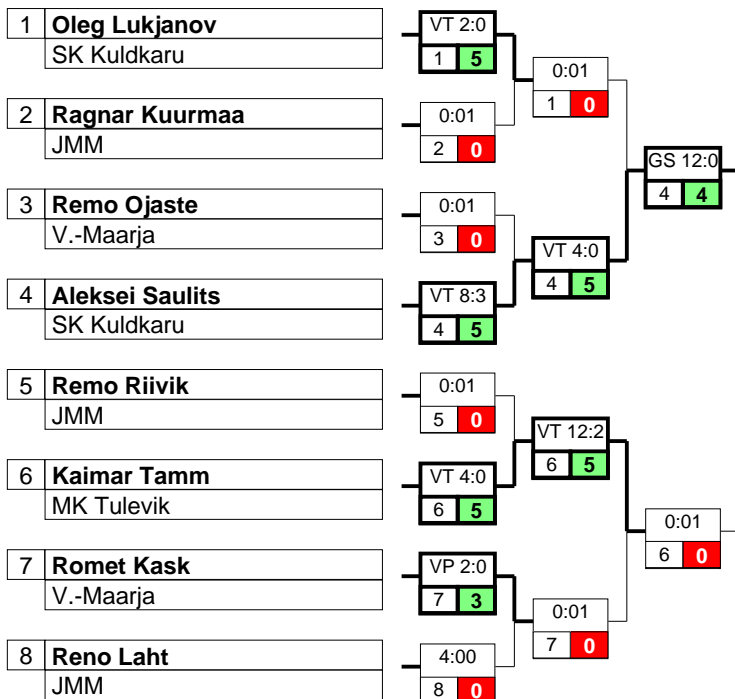 1 Oleg Lukjanov VT 2:0
SK Kuldkaru 1 5
0:01
1 0
2 Ragnar Kuurmaa 0:01
JMM 2 0
GS 12:0
4 4
3 Remo Ojaste 0:01
V.-Maarja 3 0
VT 4:0
4 5
4 Aleksei Saulits VT 8:3
SK Kuldkaru 4 5
5 Remo Riivik 0:01
JMM 5 0
VT 12:2
6 5
6 Kaimar Tamm VT 4:0
MK Tulevik 6 5
0:01
6 0
7 Romet Kask VP 2:0
V.-Maarja 7 3
0:01
7 0
8 Reno Laht 4:00
JMM 8 0